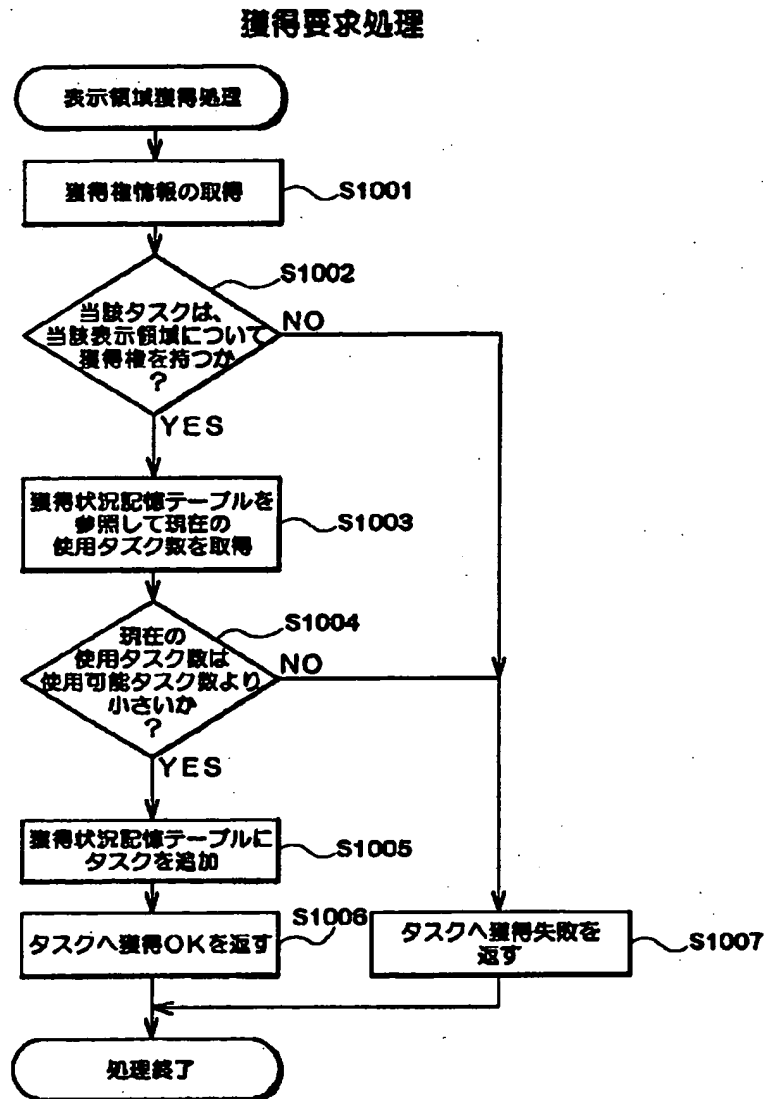 獲得要求処理
表示領域獲得処理
獲得権情報の取得
S1001
S1002
当該タスクは、
当該表示領域について
獲得権を持つか
?
NO
YES
獲得状況記憶テーブルを
参照して現在の
使用タスク数を取得
S1003
S1004
現在の
使用タスク数は
使用可能タスク数より
小さいか
?
NO
YES
獲得状況記憶テーブルに
タスクを追加
S1005
タスクへ獲得OKを返す
S1006
タスクへ獲得失敗を
返す
S1007
処理終了